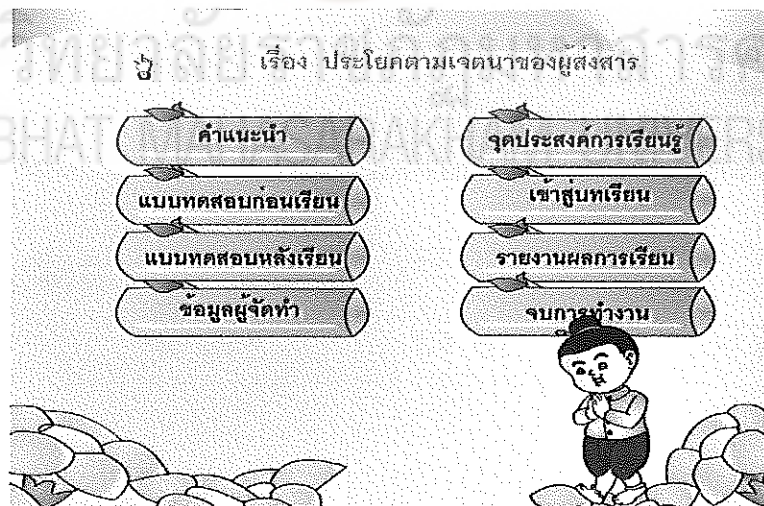 เรื่อง ประโยคตามเจตนาของผู้ส่งสาร
คำแนะนำ
จุดประสงค์การเรียนรู้
แบบทดสอบก่อนเรียน
เข้าสู่บทเรียน
แบบทดสอบหลังเรียน
รายงานผลการเรียน
ข้อมูลผู้จัดทำ
จบการทำงาน